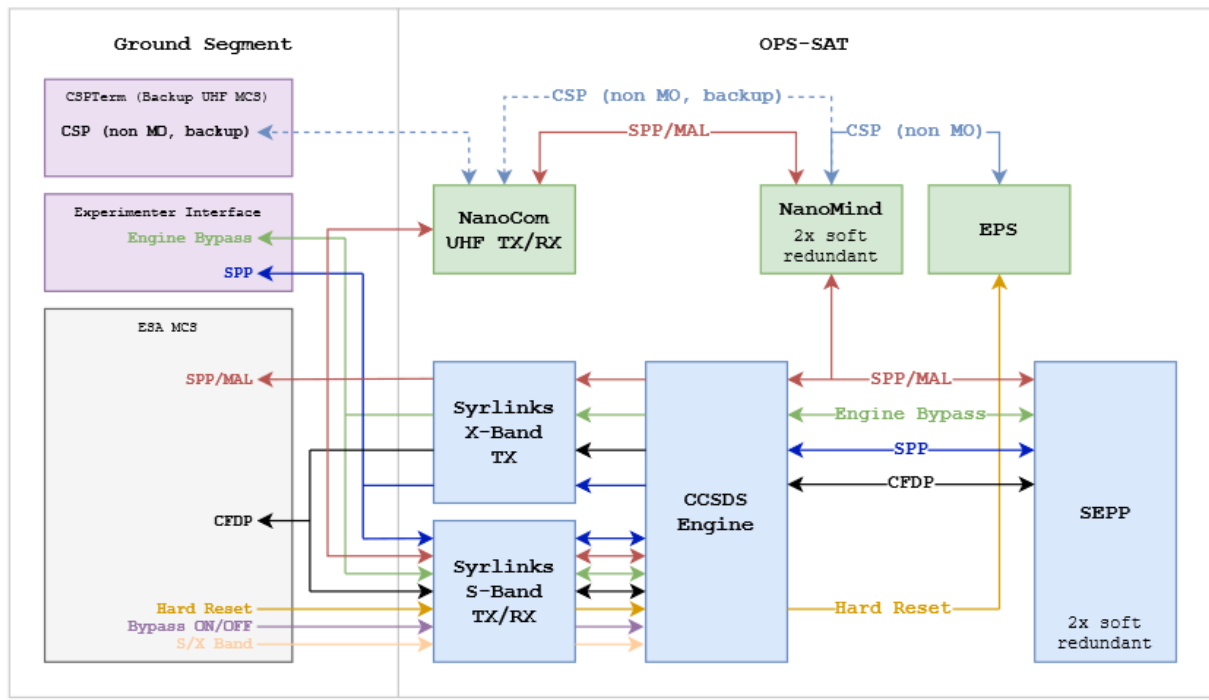 Ground Segment
OPS-SAT
CSPTerm (Backup UHF MCS)
CSP (non MO, backup)
CSP (non MO, backup)
SPP/MAL
CSP (non MO)
Experimenter Interface
Engine Bypass
SPP
NanoCom
UHF TX/RX
NanoMind
2x soft
redundant
EPS
ESA MCS
SPP/MAL
CFDP
Hard Reset
Bypass ON/OFF
S/X Band
Syrlinks
X-Band
TX
Syrlinks
S-Band
TX/RX
CCSDS
Engine
SPP/MAL
Engine Bypass
SPP
CFDP
Hard Reset
SEPP
2x soft
redundant